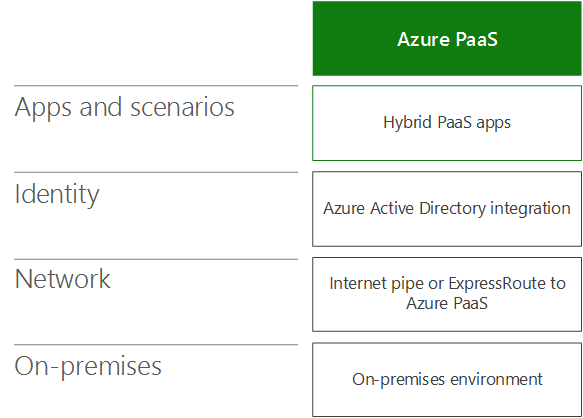 Azure PaaS
Apps and scenarios
Hybrid PaaS apps
Identity
Azure Active Directory integration
Network
Internet pipe or ExpressRoute to
Azure PaaS
On-premises
On-premises environment